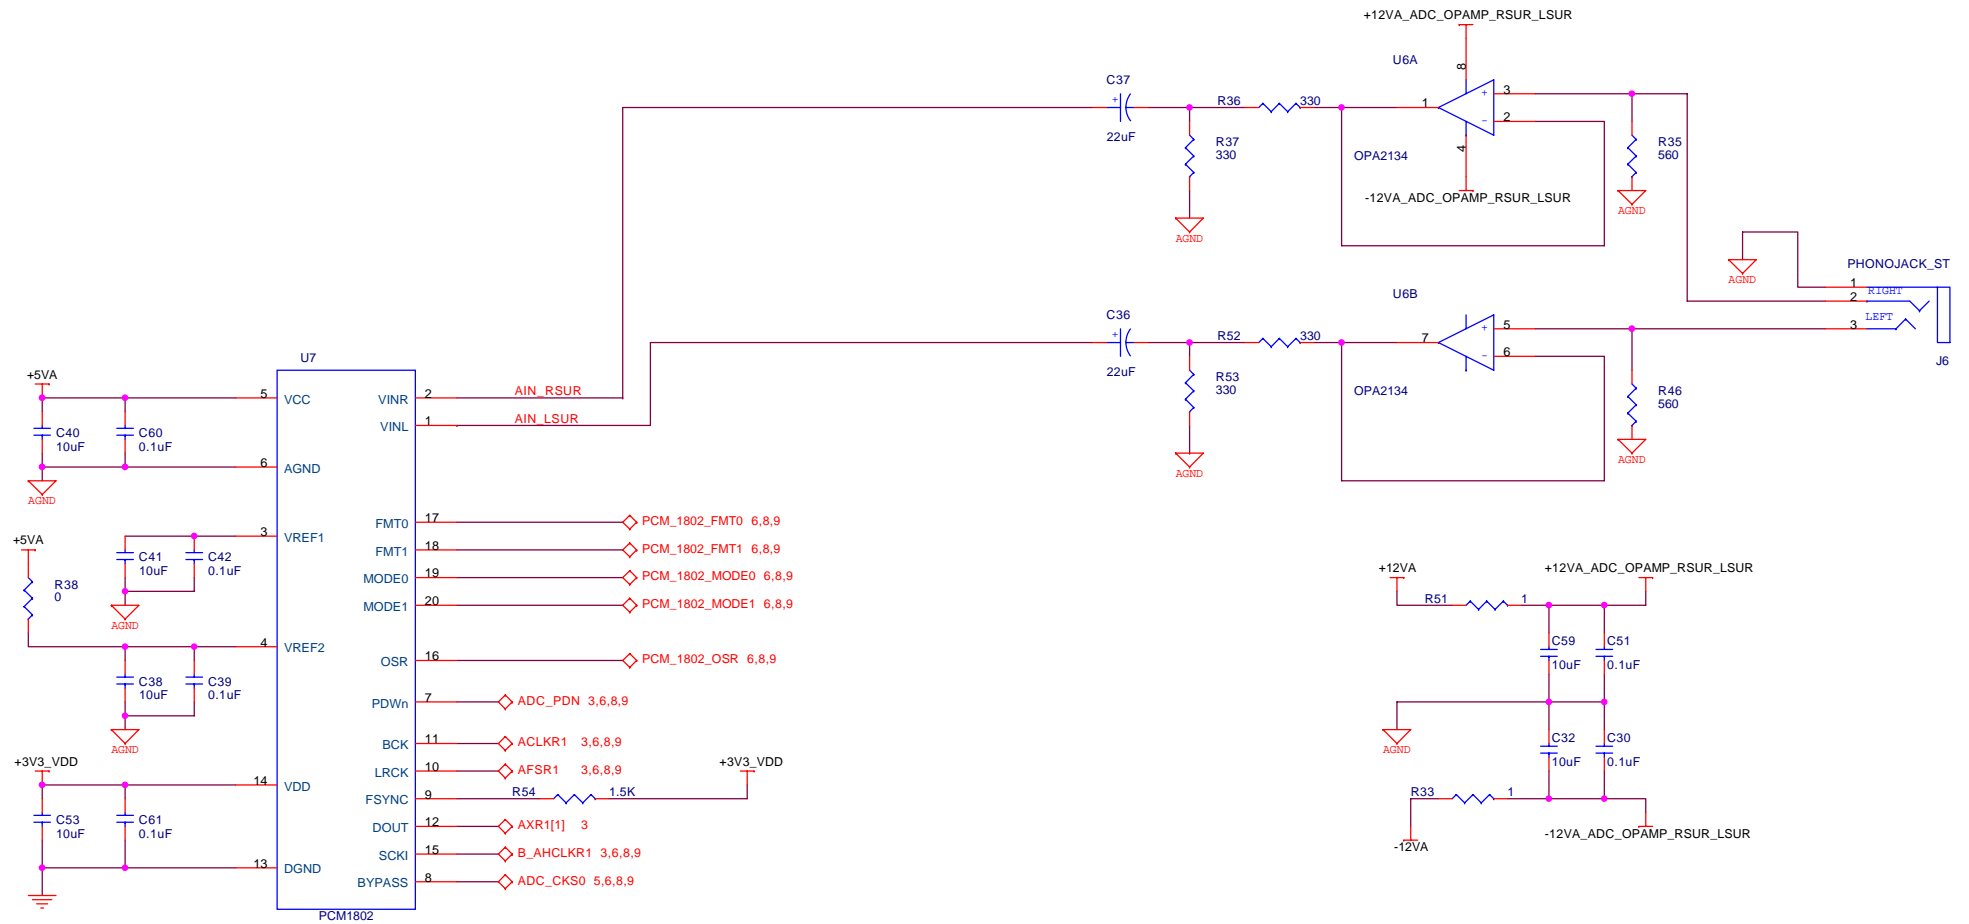 +12VA_ADC_OPAMP_RSUR_LSUR
U6A
8
C37
+
22uF
R36
330
1
+
-
3
2
4
R37
330
OPA2134
R35
560
-12VA_ADC_OPAMP_RSUR_LSUR
AGND
AGND
AGND
PHONOJACK_ST
1
RIGHT
2
LEFT
3
J6
U6B
C36
+
22uF
R52
330
7
+
-
5
6
R53
330
OPA2134
R46
560
AGND
AGND
U7
+5VA
5
VCC
C40
10uF
C60
0.1uF
6
AGND
AGND
VINR
2
AIN_RSUR
VINL
1
AIN_LSUR
FMT0
17
PCM_1802_FMT0 6,8,9
FMT1
18
PCM_1802_FMT1 6,8,9
MODE0
19
PCM_1802_MODE0 6,8,9
MODE1
20
PCM_1802_MODE1 6,8,9
OSR
16
PCM_1802_OSR 6,8,9
PDWn
7
ADC_PDN 3,6,8,9
BCK
11
ACLKR1 3,6,8,9
LRCK
10
AFSR1 3,6,8,9
FSYNC
9
R54
1.5K
+3V3_VDD
DOUT
12
AXR1[1] 3
SCKI
15
B_AHCLKR1 3,6,8,9
BYPASS
8
ADC_CKS0 5,6,8,9
3
VREF1
C41
10uF
C42
0.1uF
AGND
+5VA
R38
0
4
VREF2
C38
10uF
C39
0.1uF
AGND
+3V3_VDD
14
VDD
C53
10uF
C61
0.1uF
13
DGND
PCM1802
+12VA
+12VA_ADC_OPAMP_RSUR_LSUR
R51
1
C59
10uF
C51
0.1uF
AGND
C32
10uF
C30
0.1uF
R33
1
-12VA
-12VA_ADC_OPAMP_RSUR_LSUR